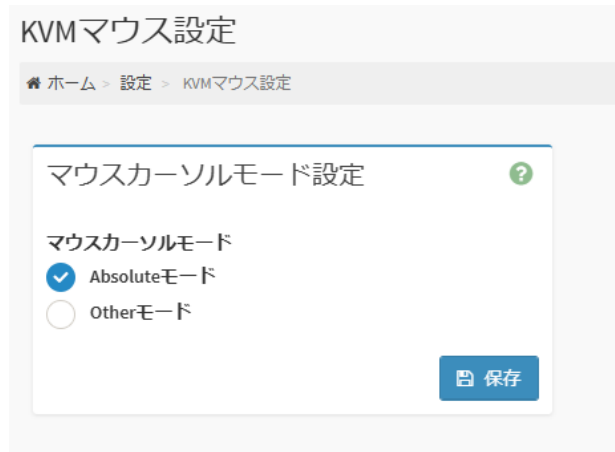 KVMマウス設定
ホーム > 設定 > KVMマウス設定
マウスカーソルモード設定
マウスカーソルモード
Absoluteモード
Otherモード
保存